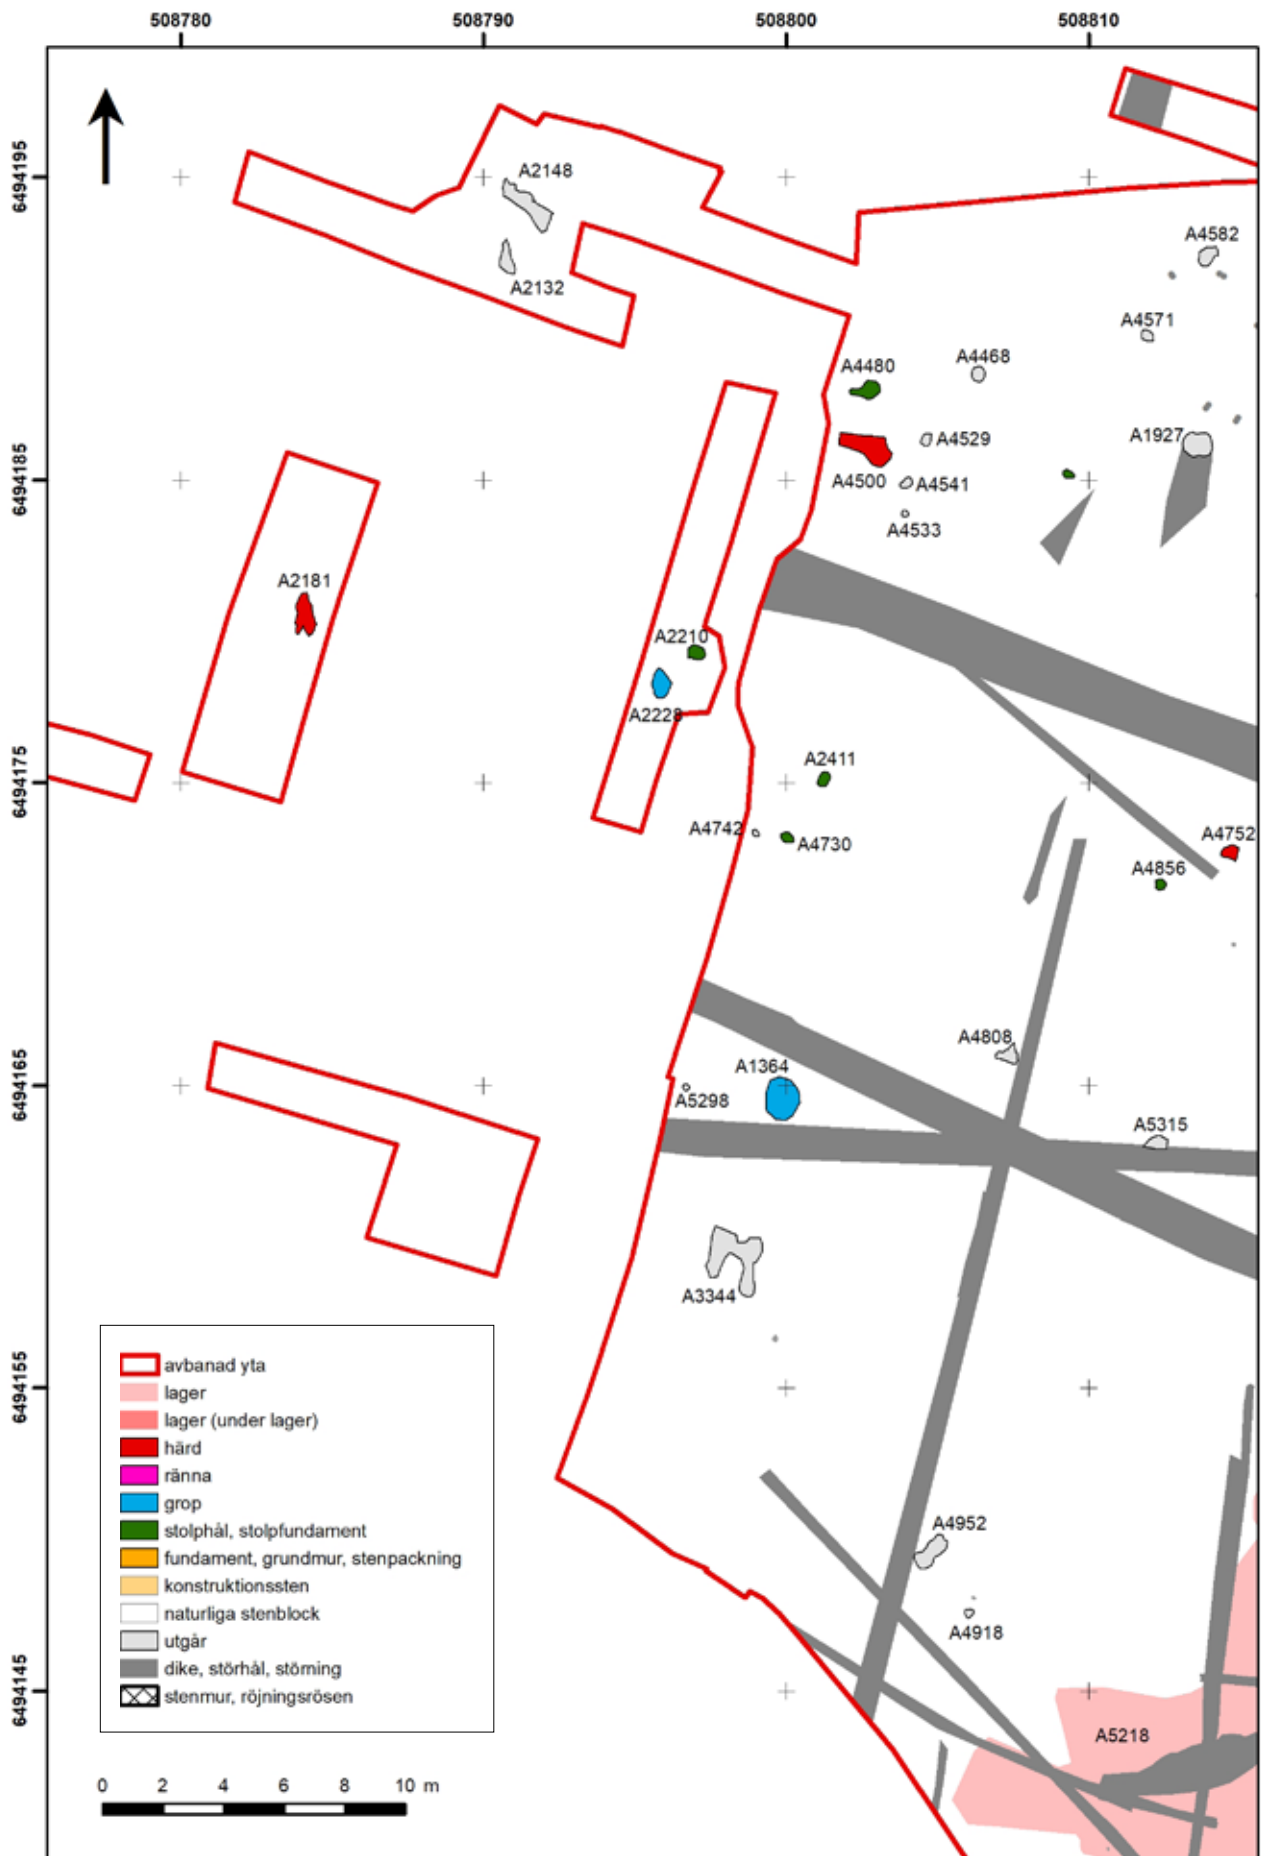 508780 508790 508800 508810
6494195
6494185
6494175
6494165
6494155
6494145
A2148
A2132
A4582
A4571
A4468
A4480
A4529
A1927
A4500
A4541
A4533
A2181
A2210
A2228
A2411
A4742
A4730
A4752
A4856
A4808
A1364
A5298
A5315
A3344
A4952
A4918
A5218
avbanad yta
lager
lager (under lager)
härd
ränna
grop
stolphål, stolpfundament
fundament, grundmur, stenpackning
konstruktionssten
naturliga stenblock
utgår
dike, störhål, störning
stenmur, röjningsrösen
0 2 4 6 8 10 m